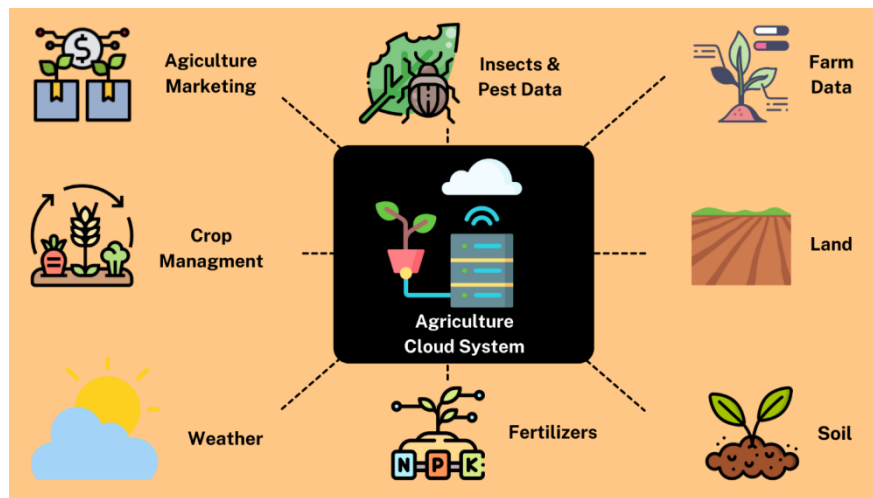 Agiculture
Marketing
Insects &
Pest Data
Farm
Data
Crop
Managment
Land
Agriculture
Cloud System
Weather
Fertilizers
N P K
Soil